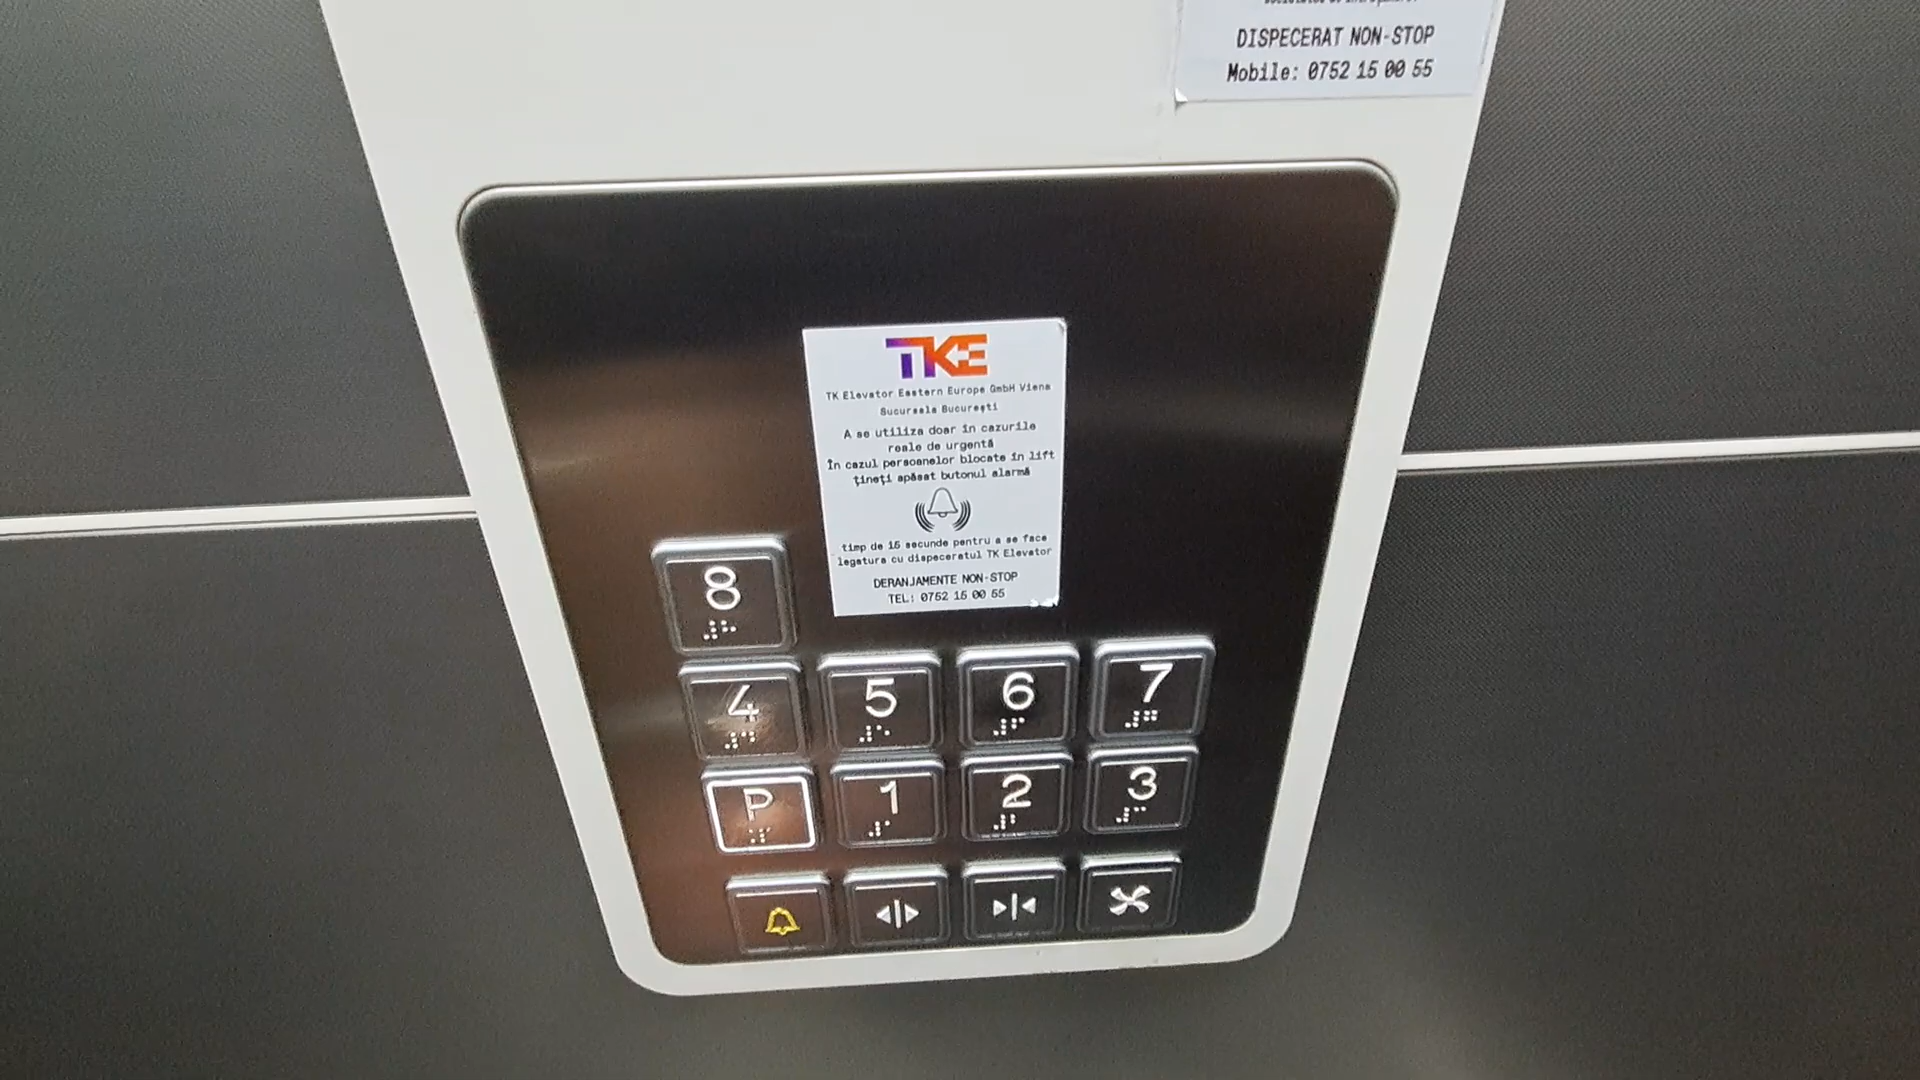 DISPECERAT NON-STOP
Mobile: 0752 15 00 55
TKE
TK Elevator Eastern Europe GmbH Viena
Sucursala București
A se utiliza doar în cazurile
reale de urgentă
În cazul persoanelor blocate în lift
țineți apăsat butonul alarmă
timp de 15 secunde pentru a se face
legatura cu dispeceratul TK Elevator
DERANJAMENTE NON-STOP
TEL: 0752 15 00 55
8
4 5 6 7
P 1 2 3